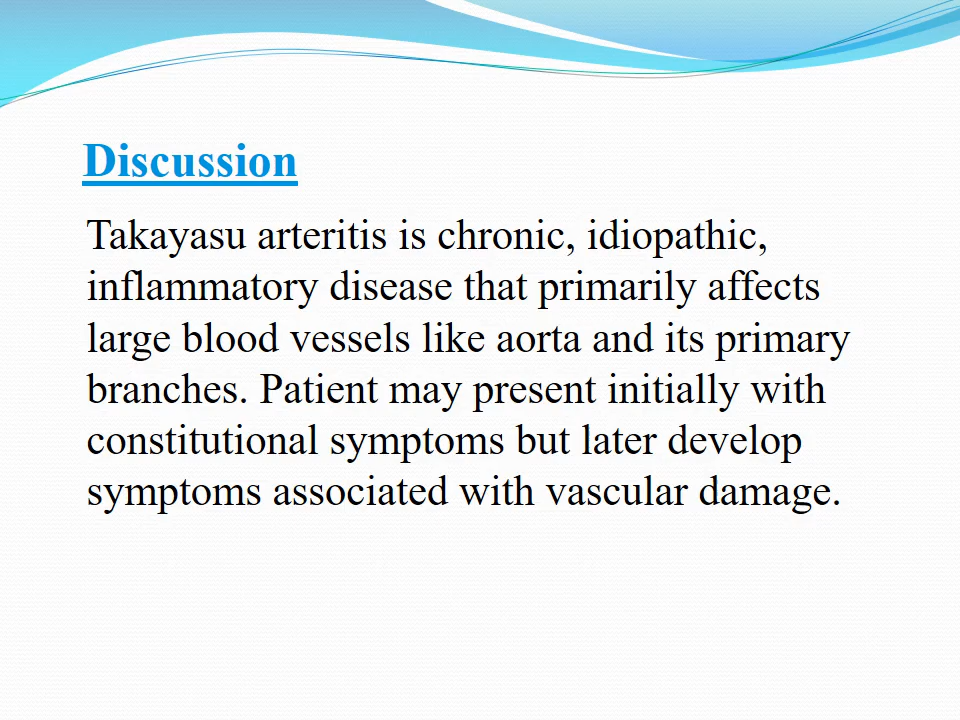 Discussion
Takayasu arteritis is chronic, idiopathic,
inflammatory disease that primarily affects
large blood vessels like aorta and its primary
branches. Patient may present initially with
constitutional symptoms but later develop
symptoms associated with vascular damage.